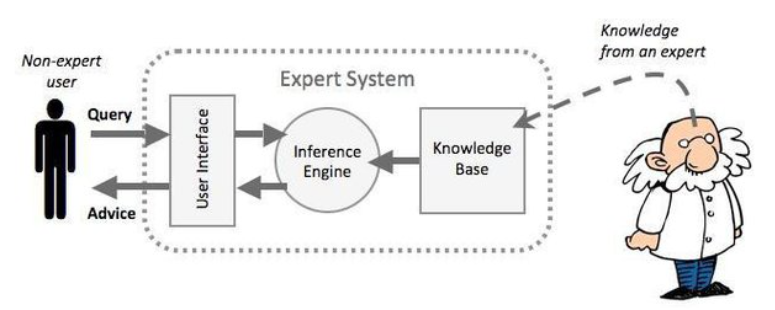 Non-expert
user
Query
Advice
Expert System
User Interface
Inference
Engine
Knowledge
Base
Knowledge
from an expert